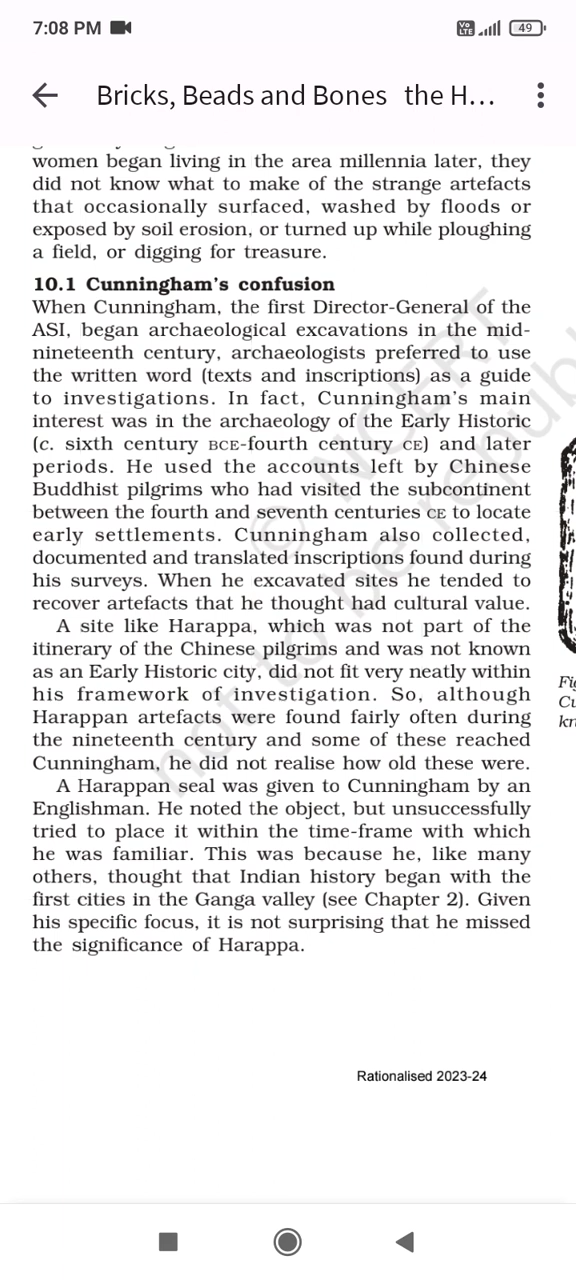 7:08 PM
Vo LTE 49
Bricks, Beads and Bones the H...
women began living in the area millennia later, they
did not know what to make of the strange artefacts
that occasionally surfaced, washed by floods or
exposed by soil erosion, or turned up while ploughing
a field, or digging for treasure.
10.1 Cunningham's confusion
When Cunningham, the first Director-General of the
ASI, began archaeological excavations in the mid-
nineteenth century, archaeologists preferred to use
the written word (texts and inscriptions) as a guide
to investigations. In fact, Cunningham's main
interest was in the archaeology of the Early Historic
(c. sixth century BCE-fourth century CE) and later
periods. He used the accounts left by Chinese
Buddhist pilgrims who had visited the subcontinent
between the fourth and seventh centuries CE to locate
early settlements. Cunningham also collected,
documented and translated inscriptions found during
his surveys. When he excavated sites he tended to
recover artefacts that he thought had cultural value.
A site like Harappa, which was not part of the
itinerary of the Chinese pilgrims and was not known
as an Early Historic city, did not fit very neatly within
his framework of investigation. So, although
Harappan artefacts were found fairly often during
the nineteenth century and some of these reached
Cunningham, he did not realise how old these were.
A Harappan seal was given to Cunningham by an
Englishman. He noted the object, but unsuccessfully
tried to place it within the time-frame with which
he was familiar. This was because he, like many
others, thought that Indian history began with the
first cities in the Ganga valley (see Chapter 2). Given
his specific focus, it is not surprising that he missed
the significance of Harappa.
Rationalised 2023-24
© NCERT
not to be republ